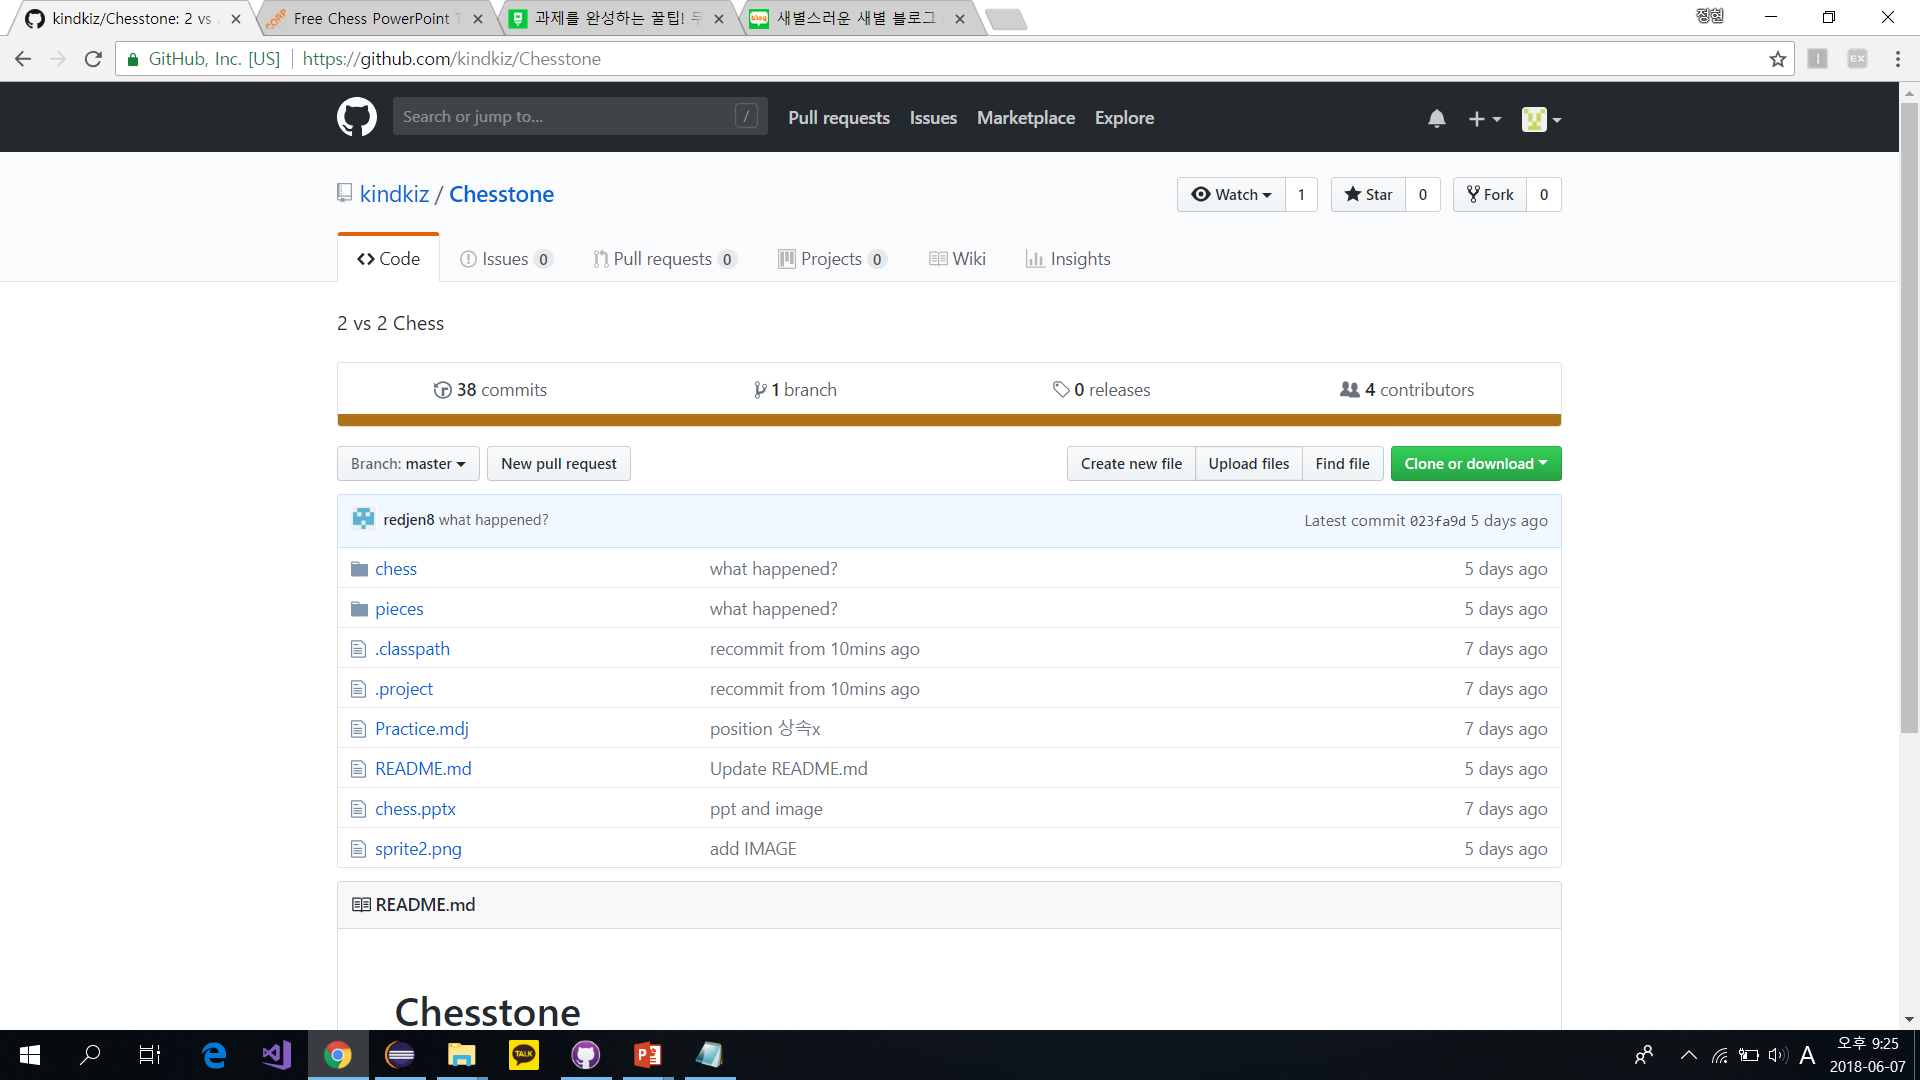 kindkiz/Chesstone: 2 vs
Free Chess PowerPoint T
과제를 완성하는 꿀팁!
새별스러운 새별 블로그
정현
GitHub, Inc. [US] https://github.com/kindkiz/Chesstone
EX
Search or jump to... /
Pull requests Issues Marketplace Explore
kindkiz / Chesstone
Watch 1 Star 0 Fork 0
Code Issues 0 Pull requests 0 Projects 0 Wiki Insights
2 vs 2 Chess
38 commits 1 branch 0 releases 4 contributors
Branch: master New pull request Create new file Upload files Find file Clone or download
redjen8 what happened? Latest commit 023fa9d 5 days ago
chess what happened? 5 days ago
pieces what happened? 5 days ago
.classpath recommit from 10mins ago 7 days ago
.project recommit from 10mins ago 7 days ago
Practice.mdj position 상속x 7 days ago
README.md Update README.md 5 days ago
chess.pptx ppt and image 7 days ago
sprite2.png add IMAGE 5 days ago
README.md
Chesstone
TALK
A
오후 9:25
2018-06-07